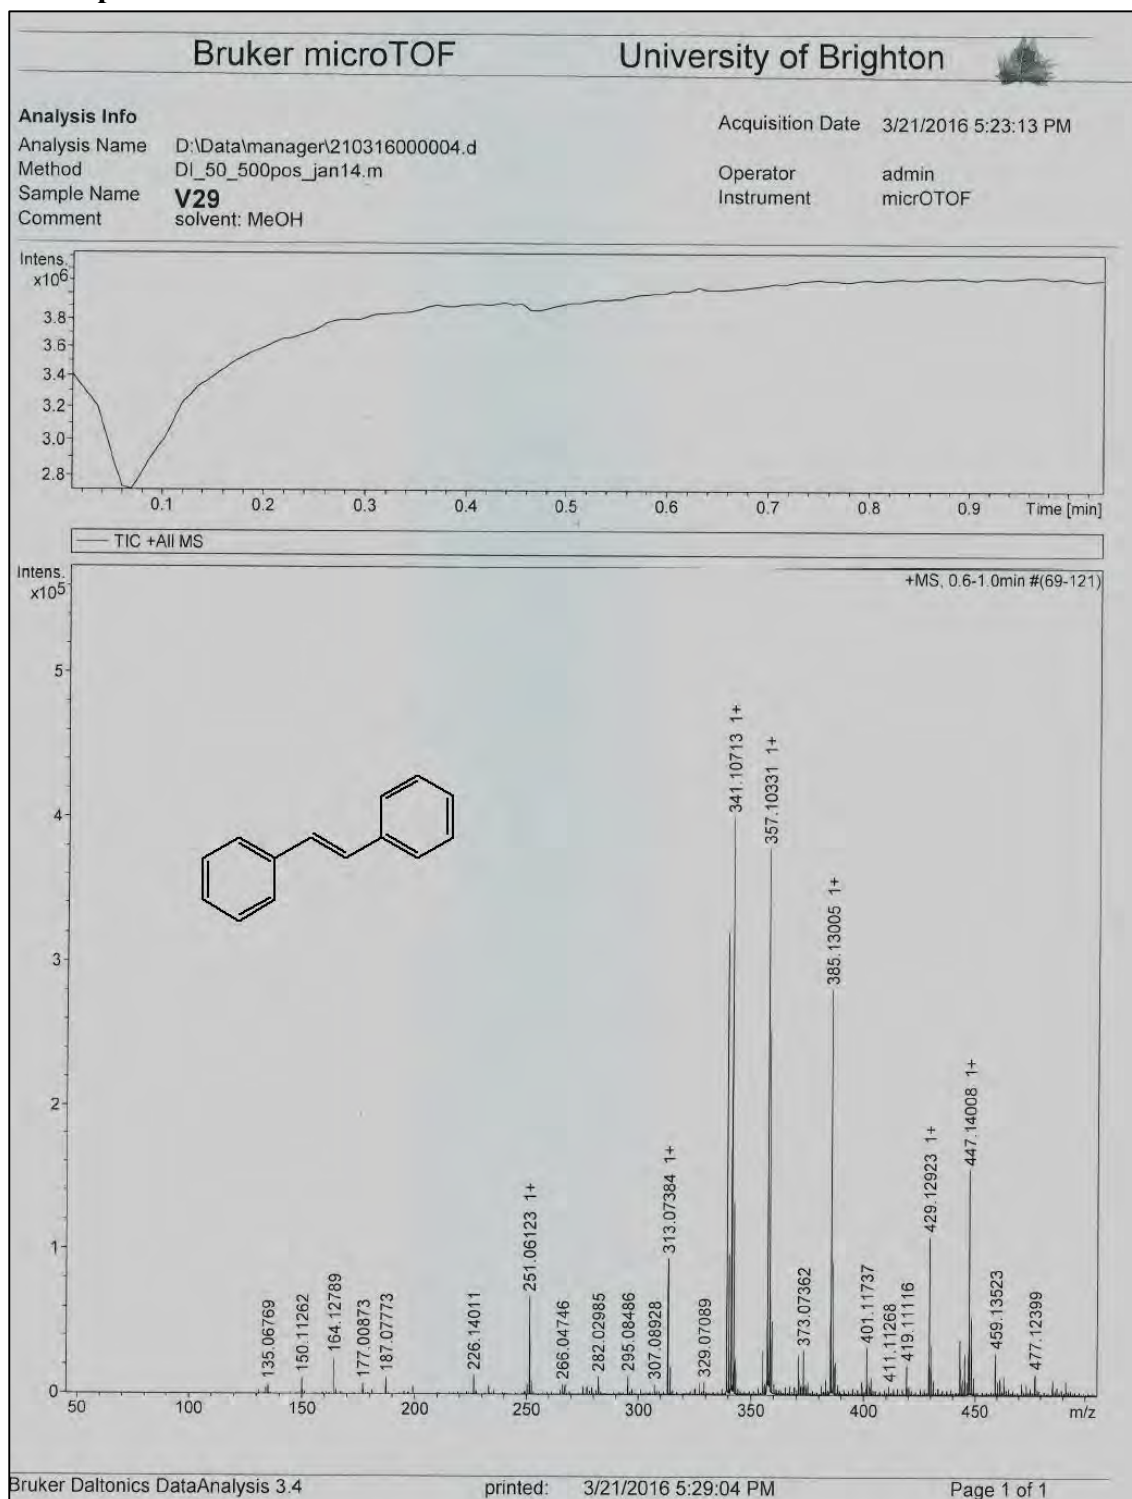 Bruker microTOF University of Brighton
Analysis Info
Acquisition Date 3/21/2016 5:23:13 PM
Analysis Name D:\Data\manager\210316000004.d
Method DI_50_500pos_jan14.m
Operator admin
Sample Name V29
Instrument micrOTOF
Comment solvent: MeOH
Intens.
x10^6
3.8
3.6
3.4
3.2
3.0
2.8
0.1 0.2 0.3 0.4 0.5 0.6 0.7 0.8 0.9 Time [min]
TIC +All MS
Intens.
x10^5
+MS, 0.6-1.0min #(69-121)
5
4
3
2
1
0
135.06769
150.11262
164.12789
177.00873
187.07773
226.14011
251.06123 1+
266.04746
282.02985
295.08486
307.08928
313.07384 1+
329.07089
341.10713 1+
357.10331 1+
373.07362
385.13005 1+
401.11737
411.11268
419.11116
429.12923 1+
447.14008 1+
459.13523
477.12399
50 100 150 200 250 300 350 400 450 m/z
Bruker Daltonics DataAnalysis 3.4 printed: 3/21/2016 5:29:04 PM Page 1 of 1